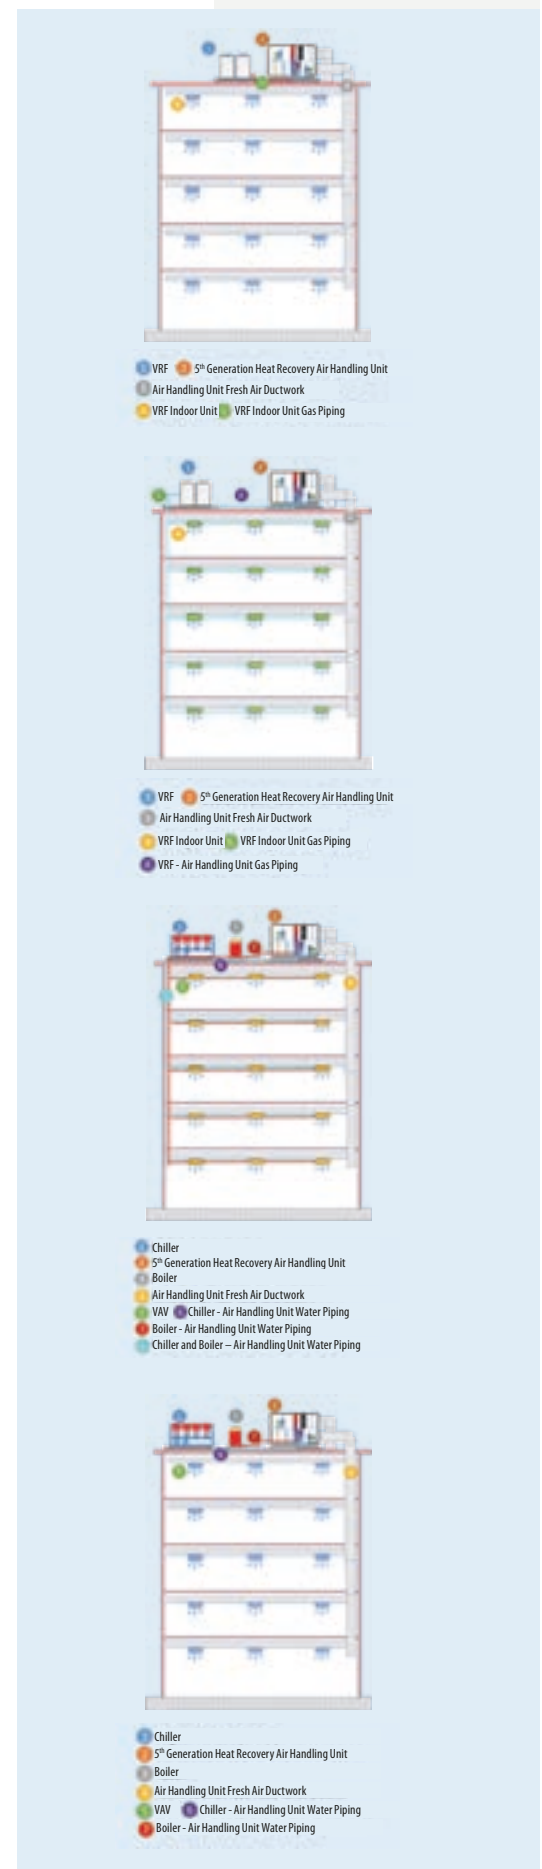 VRF 5th Generation Heat Recovery Air Handling Unit
Air Handling Unit Fresh Air Ductwork
VRF Indoor Unit VRF Indoor Unit Gas Piping
VRF 5th Generation Heat Recovery Air Handling Unit
Air Handling Unit Fresh Air Ductwork
VRF Indoor Unit VRF Indoor Unit Gas Piping
VRF - Air Handling Unit Gas Piping
Chiller
5th Generation Heat Recovery Air Handling Unit
Boiler
Air Handling Unit Fresh Air Ductwork
VAV Chiller - Air Handling Unit Water Piping
Boiler - Air Handling Unit Water Piping
Chiller and Boiler – Air Handling Unit Water Piping
Chiller
5th Generation Heat Recovery Air Handling Unit
Boiler
Air Handling Unit Fresh Air Ductwork
VAV Chiller - Air Handling Unit Water Piping
Boiler - Air Handling Unit Water Piping